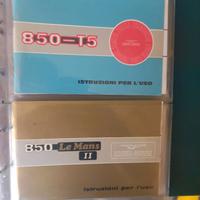 850-T5
ISTRUZIONI PER L'USO
850 Le Mans
II
Istruzioni per l'uso